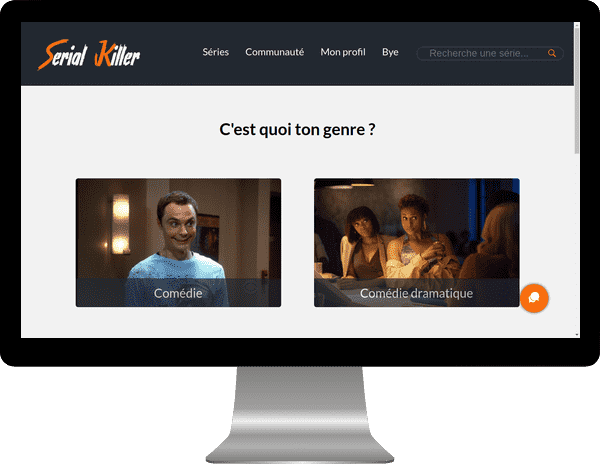 Serial Killer
Séries Communauté Mon profil Bye
Recherche une série...
C'est quoi ton genre ?
Comédie
Comédie dramatique